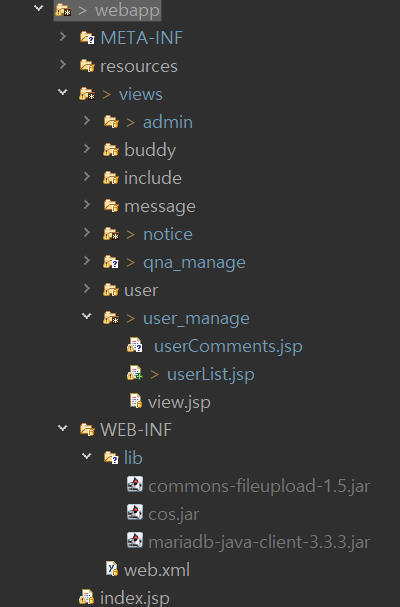 > webapp
META-INF
resources
> views
> admin
buddy
include
message
> notice
> qna_manage
user
> user_manage
userComments.jsp
> userList.jsp
view.jsp
WEB-INF
lib
commons-fileupload-1.5.jar
cos.jar
mariadb-java-client-3.3.3.jar
web.xml
index.jsp